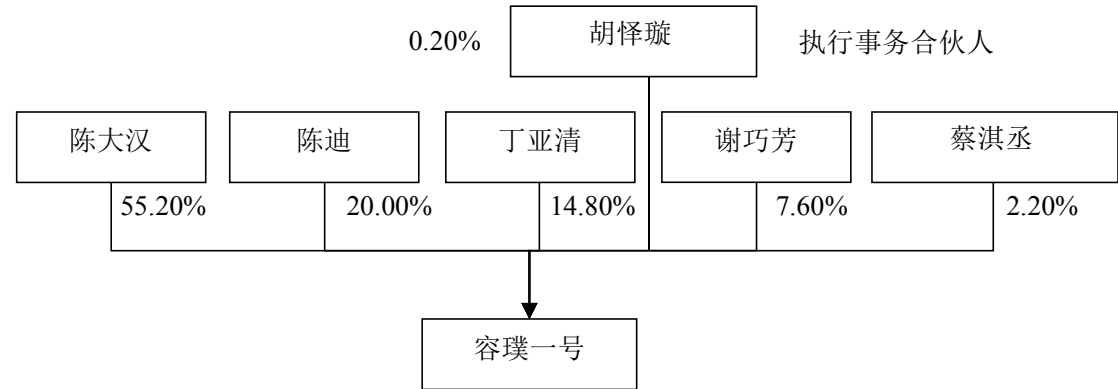 0.20%
胡怿璇
执行事务合伙人
陈大汉
陈迪
丁亚清
谢巧芳
蔡淇丞
55.20%
20.00%
14.80%
7.60%
2.20%
容璞一号